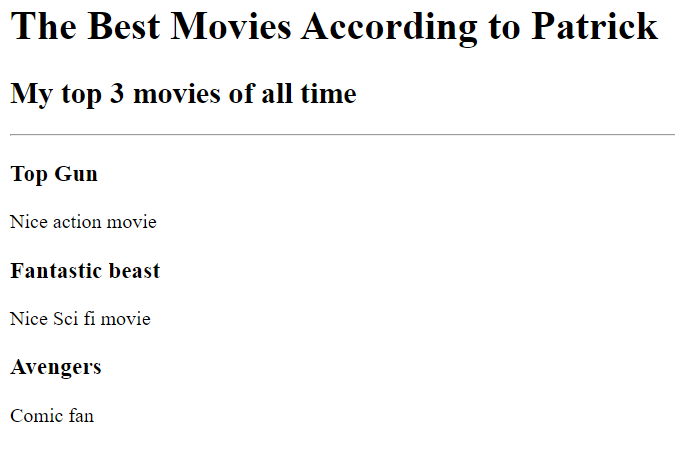 The Best Movies According to Patrick
My top 3 movies of all time
Top Gun
Nice action movie
Fantastic beast
Nice Sci fi movie
Avengers
Comic fan